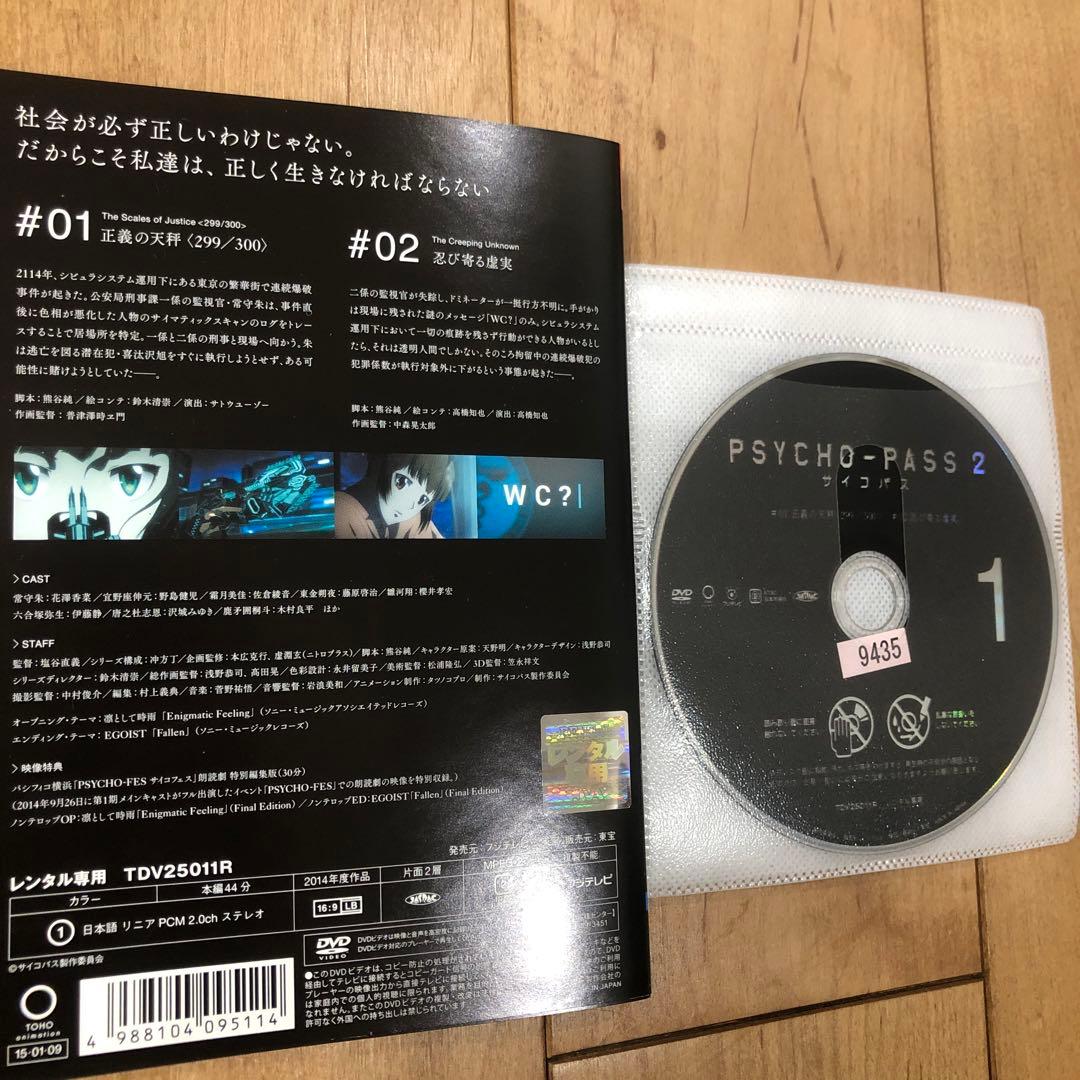 社会が必ず正しいわけじゃない。
だからこそ私達は、正しく生きなければならない
#01
The Scales of Justice <299/300>
正義の天秤〈299/300〉
2114年、シビュラシステム運用下にある東京の繁華街で連続爆破
事件が起きた。公安局刑事課一係の監視官・常守朱は、事件直
後に色相が悪化した人物のサイマティックスキャンのログをトレー
スすることで居場所を特定。一係と二係の刑事と現場へ向かう。朱
は逃亡を図る潜在犯・喜汰沢旭をすぐに執行しようとせず、ある可
能性に賭けようとしていた——。
脚本:熊谷純/絵コンテ:鈴木清崇/演出:サトウユーゾー
作画監督:普津澤時ヱ門
#02
The Creeping Unknown
忍び寄る虚実
二係の監視官が失踪し、ドミネーターが一挺行方不明に。手がかり
は現場に残された謎のメッセージ「WC?」のみ。シビュラシステム
運用下において一切の痕跡を残さず行動ができる人物がいるとし
たら、それは透明人間でしかない。そのころ拘留中の連続爆破犯の
犯罪係数が執行対象外に下がるという事態が起きた——。
脚本:熊谷純/絵コンテ:高橋知也/演出:高橋知也
作画監督:中森晃太郎
WC?
>CAST
常守朱:花澤香菜/宜野座伸元:野島健児/霜月美佳:佐倉綾音/東金朔夜:藤原啓治/雛河翔:櫻井孝宏
六合塚弥生:伊藤静/唐之杜志恩:沢城みゆき/鹿矛囲桐斗:木村良平 ほか
>STAFF
監督:塩谷直義/シリーズ構成:冲方丁/企画監修:本広克行、虚淵玄(ニトロプラス)/脚本:熊谷純/キャラクター原案:天野明/キャラクターデザイン:浅野恭司
シリーズディレクター:鈴木清崇/総作画監督:浅野恭司、高田晃/色彩設計:永井留美子/美術監督:松浦隆弘/3D監督:笠永祥文
撮影監督:中村俊介/編集:村上義典/音楽:菅野祐悟/音響監督:岩浪美和/アニメーション制作:タツノコプロ/制作:サイコパス製作委員会
オープニング・テーマ:凛として時雨「Enigmatic Feeling」(ソニー・ミュージックアソシエイテッドレコーズ)
エンディング・テーマ:EGOIST「Fallen」(ソニー・ミュージックレコーズ)
>映像特典
パシフィコ横浜「PSYCHO-FES サイコフェス」朗読劇 特別編集版(30分)
(2014年9月26日に第1期メインキャストがフル出演したイベント「PSYCHO-FES」での朗読劇の映像を特別収録。)
ノンテロップOP:凛として時雨「Enigmatic Feeling」(Final Edition)/ノンテロップED:EGOIST「Fallen」(Final Edition)
レンタル
専用
発売元:フジテレビ
販売元:東宝
レンタル専用 TDV25011R
カラー
本編44分
2014年度作品
片面2層
MPEG
複製不能
① 日本語 リニアPCM 2.0ch ステレオ
16:9 LB
フジテレビ
©サイコパス製作委員会
DVD
VIDEO
TOHO
animation
15・01・09
4 988104 095114
PSYCHO-PASS 2
サイコパス
1
9435
DVD
TDV25011R